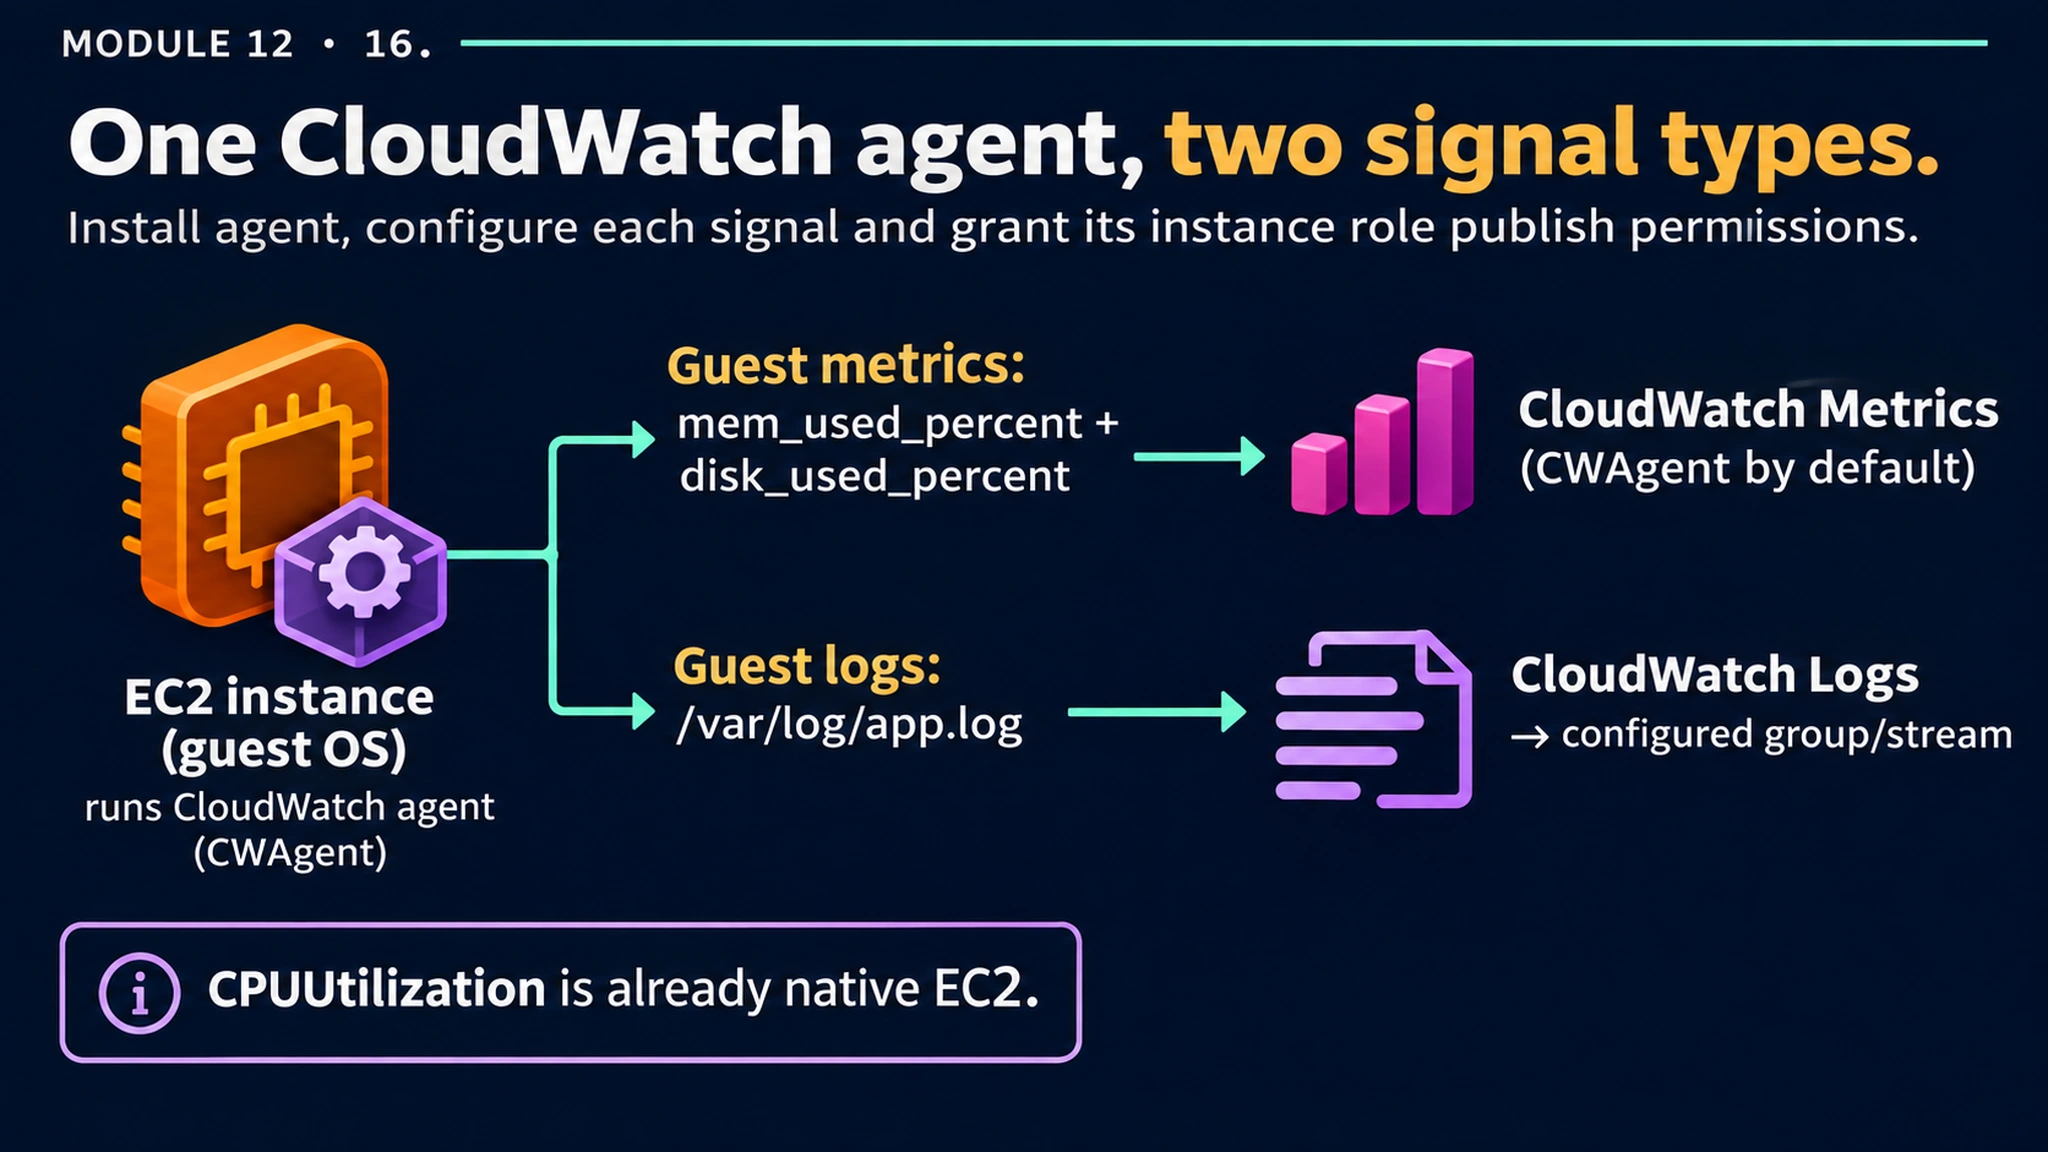 MODULE 12 • 16.
One CloudWatch agent, two signal types.
Install agent, configure each signal and grant its instance role publish permissions.
Guest metrics:
mem_used_percent +
disk_used_percent
CloudWatch Metrics
(CWAgent by default)
EC2 instance
(guest OS)
runs CloudWatch agent
(CWAgent)
Guest logs:
/var/log/app.log
CloudWatch Logs
→ configured group/stream
CPUUtilization is already native EC2.